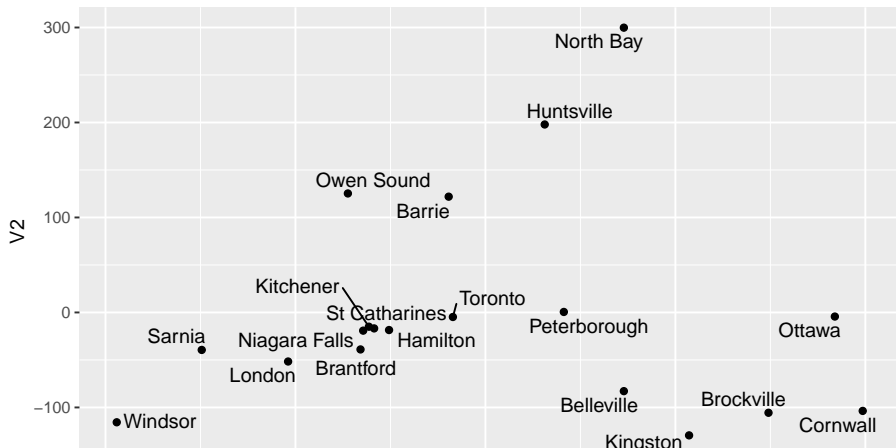 300
North Bay
Huntsville
200
Owen Sound
Barrie
100
V2
Kitchener
Toronto
St Catharines
0
Peterborough
Ottawa
Sarnia
Niagara Falls
Hamilton
London
Brantford
Belleville
Brockville
−100
Windsor
Cornwall
Kingston